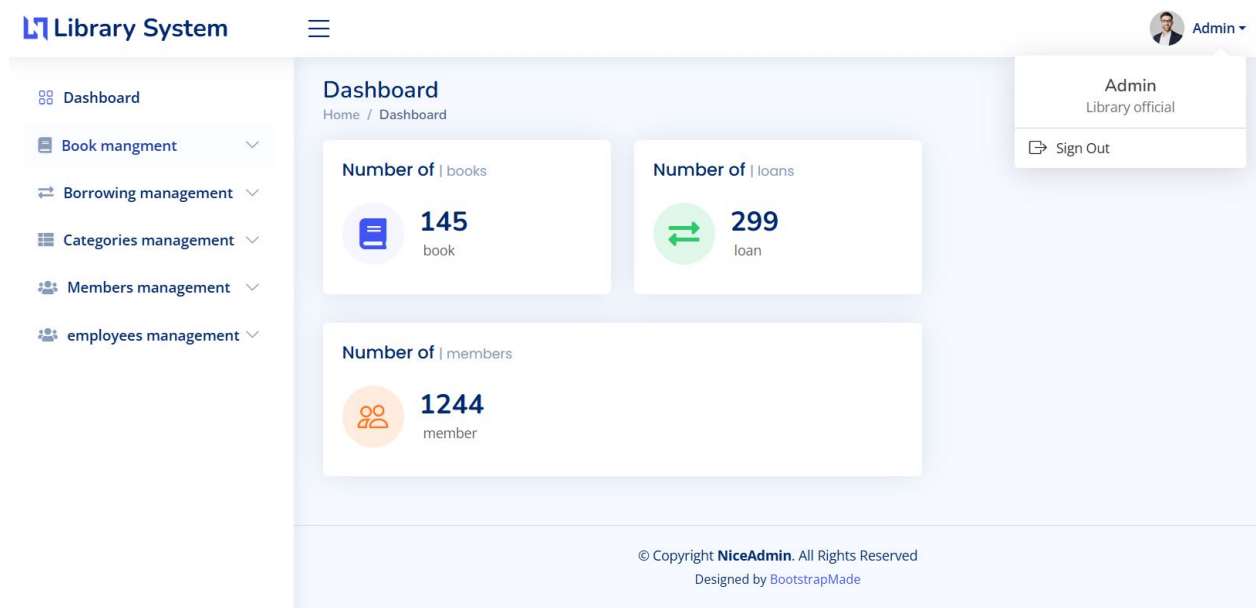 Library System
Admin
Admin
Library official
Sign Out
Dashboard
Book mangment
Borrowing management
Categories management
Members management
employees management
Dashboard
Home / Dashboard
Number of | books
145
book
Number of | loans
299
loan
Number of | members
1244
member
© Copyright NiceAdmin. All Rights Reserved
Designed by BootstrapMade